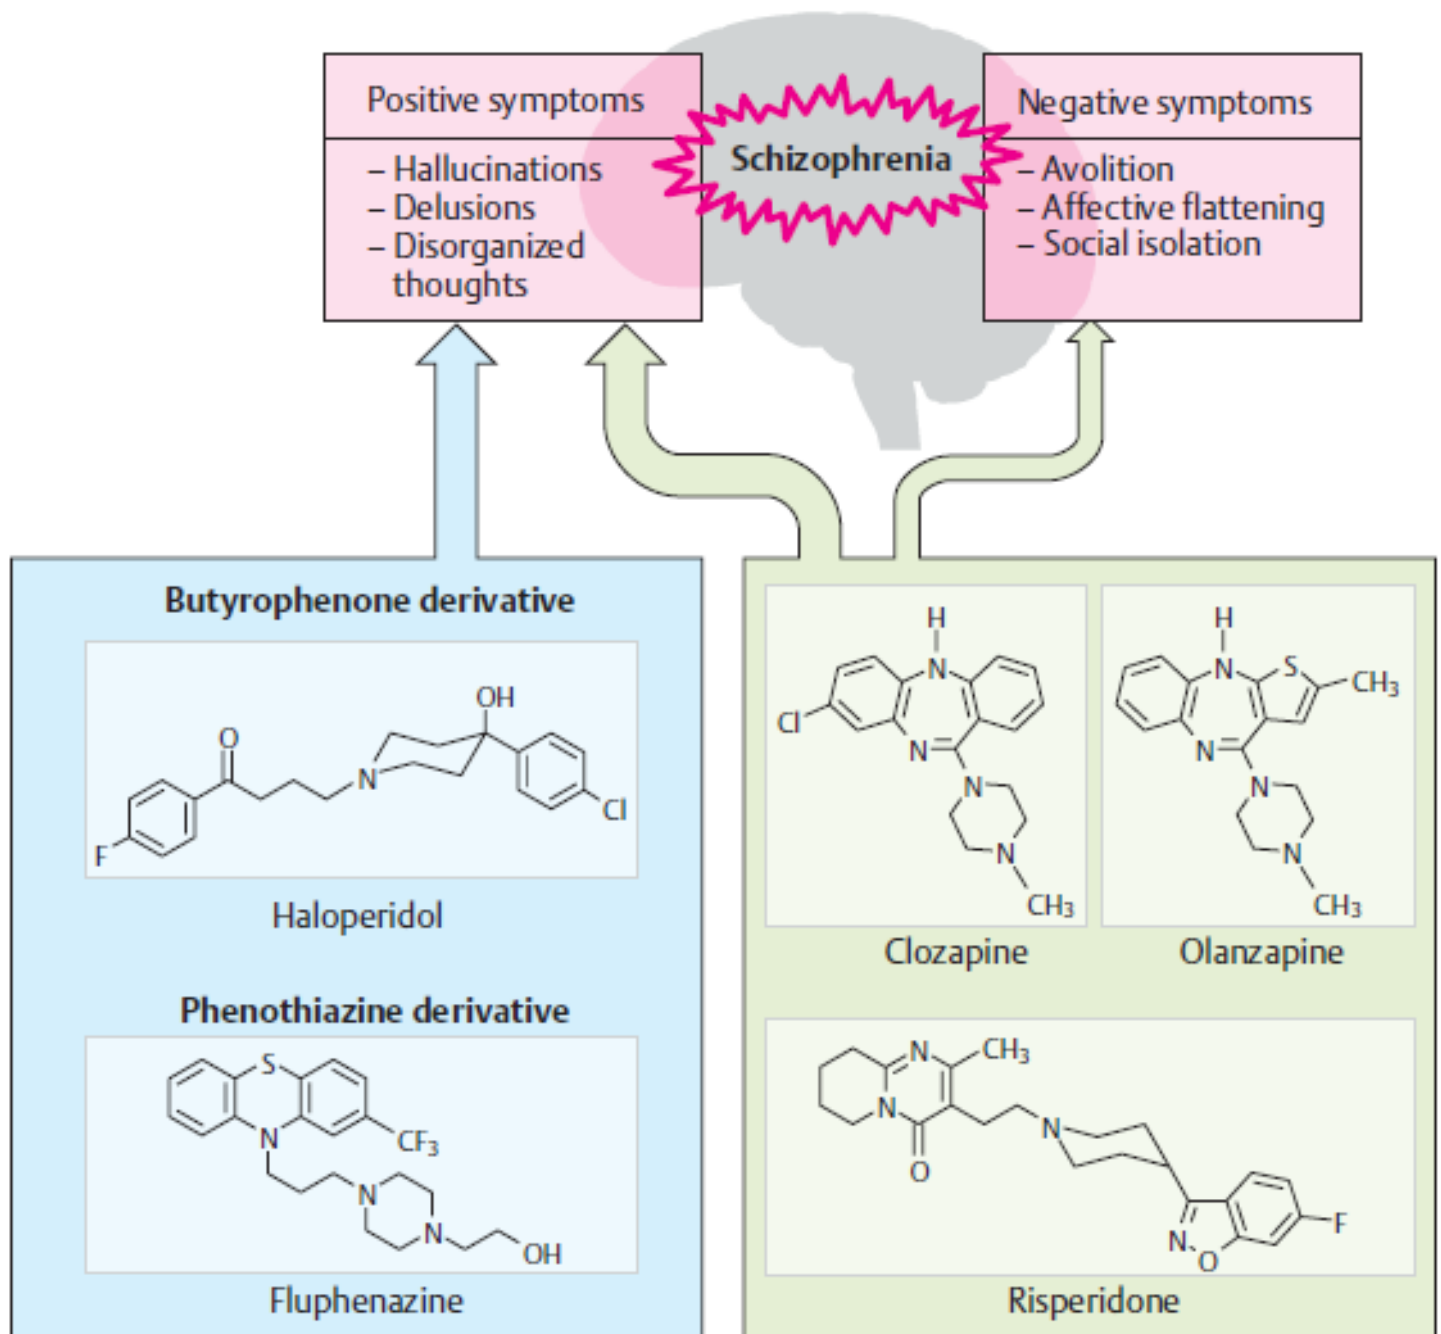 Positive symptoms
– Hallucinations
– Delusions
– Disorganized
thoughts
Schizophrenia
Negative symptoms
– Avolition
– Affective flattening
– Social isolation
Butyrophenone derivative
OH
O
N
F
Cl
Haloperidol
Phenothiazine derivative
S
N
CF₃
N
N
OH
Fluphenazine
H
N
Cl
N
N
N
CH₃
Clozapine
H
N
S
CH₃
N
N
N
CH₃
Olanzapine
N
CH₃
N
O
N
F
N
O
Risperidone